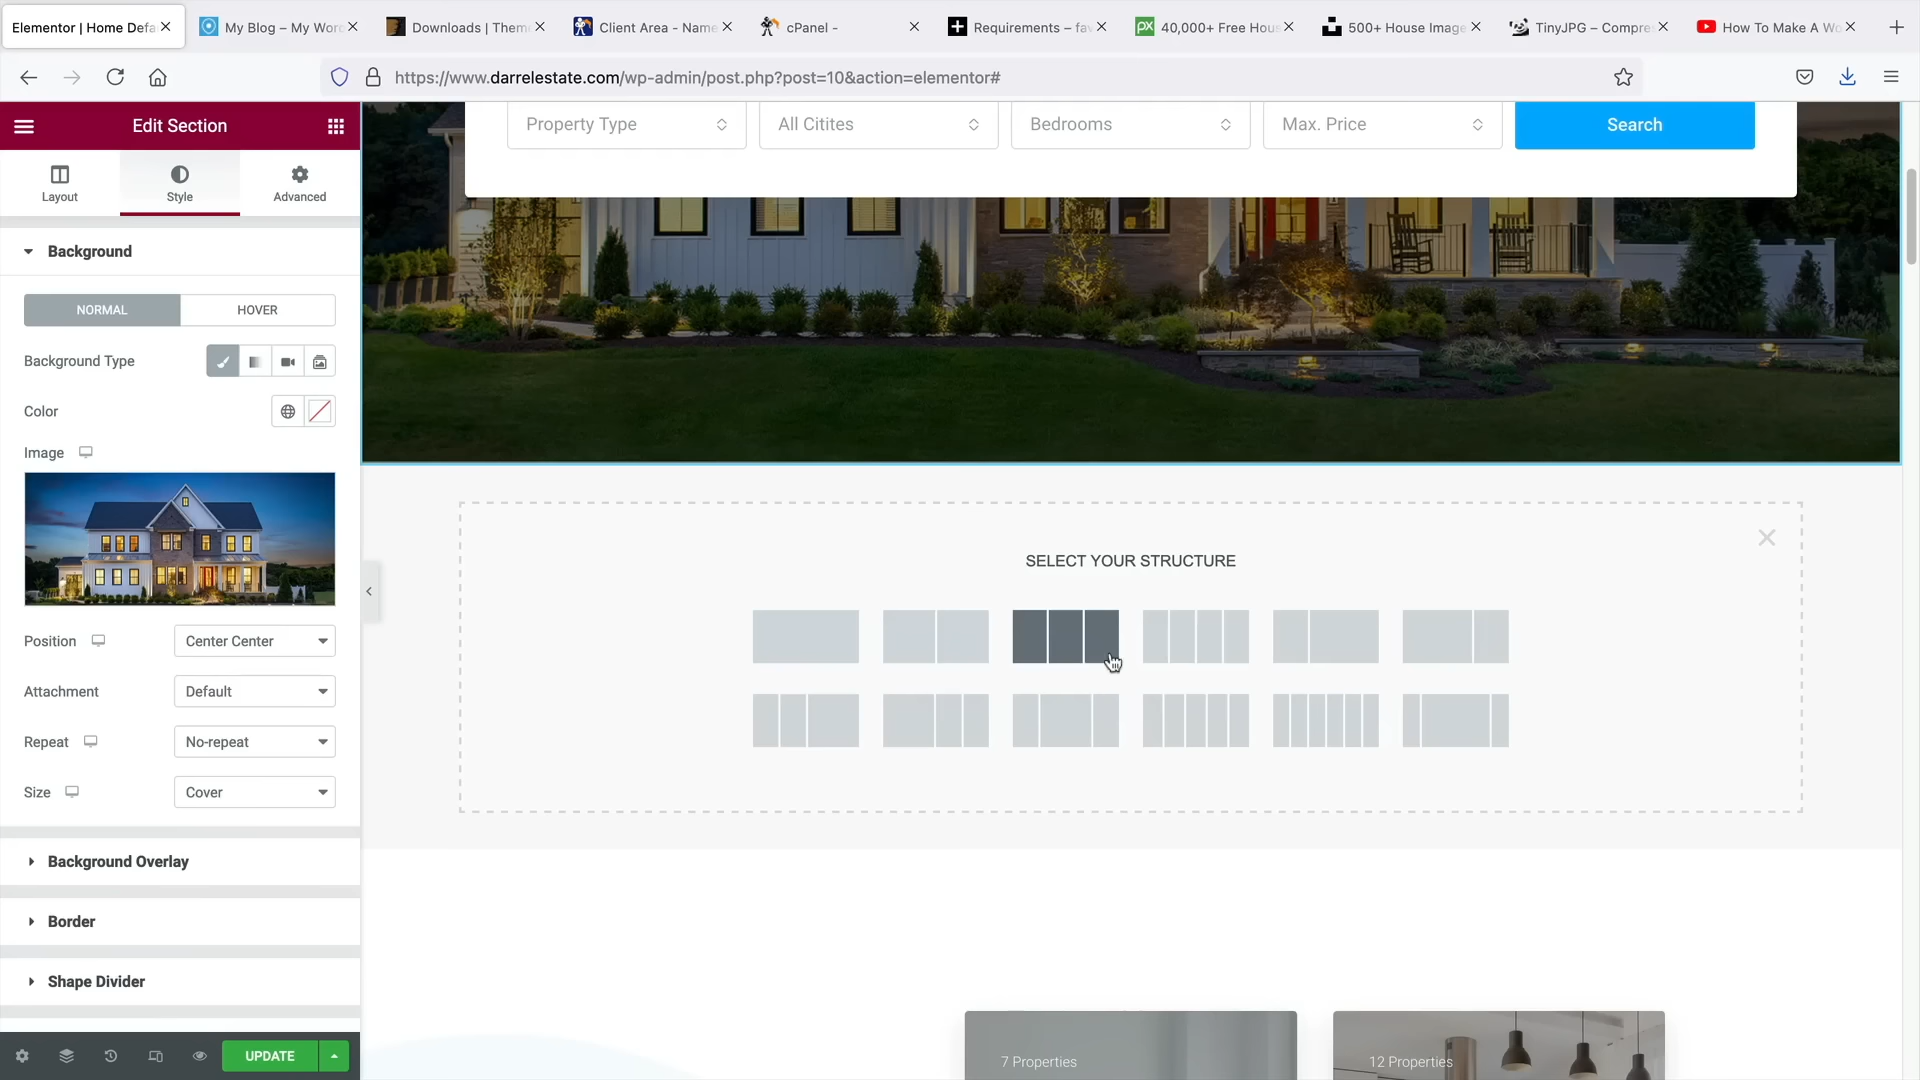 Elementor | Home Defa
My Blog – My Wor
Downloads | Them
Client Area - Name
cPanel -
Requirements – fav
40,000+ Free Hous
500+ House Image
TinyJPG – Compre
How To Make A Wo
https://www.darrelestate.com/wp-admin/post.php?post=10&action=elementor#
Edit Section
Layout
Style
Advanced
Background
NORMAL
HOVER
Background Type
Color
Image
Position
Center Center
Attachment
Default
Repeat
No-repeat
Size
Cover
Background Overlay
Border
Shape Divider
UPDATE
Property Type
All Citites
Bedrooms
Max. Price
Search
SELECT YOUR STRUCTURE
7 Properties
12 Properties